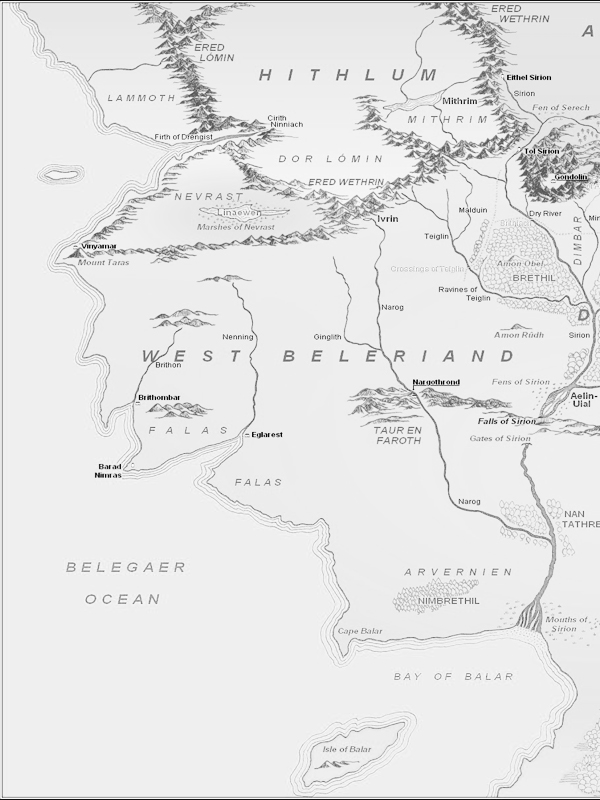 ERED
WETHRIN
A
ERED
LÓMIN
HITHLUM
Eithel Sirion
LAMMOTH
Sirion
Mithrim
Fen of Serech
Cirith
Ninniach
MITHRIM
Firth of Drengist
Tol Sirion
DOR LÓMIN
Gondolin
ERED WETHRIN
NEVRAST
Linaewen
Malduin
Dry River
Marshes of Nevrast
Ivrin
Teiglin
DIMBAR
Vinyamar
Mount Taras
Crossings of Teiglin
Amon Obel
BRETHIL
Ravines of
Teiglin
Narog
D
Nenning
Ginglith
Amon Rûdh
Sirion
WEST BELERIAND
Brithon
Nargothrond
Fens of Sirion
Brithombar
Aelin-
Uial
Falls of Sirion
FALAS
TAUR EN
FAROTH
Eglarest
Gates of Sirion
Barad
Nimras
FALAS
Narog
NAN
TATHRE
BELEGAER
OCEAN
ARVERNIEN
NIMBRETHIL
Cape Balar
Mouths of
Sirion
BAY OF BALAR
Isle of Balar